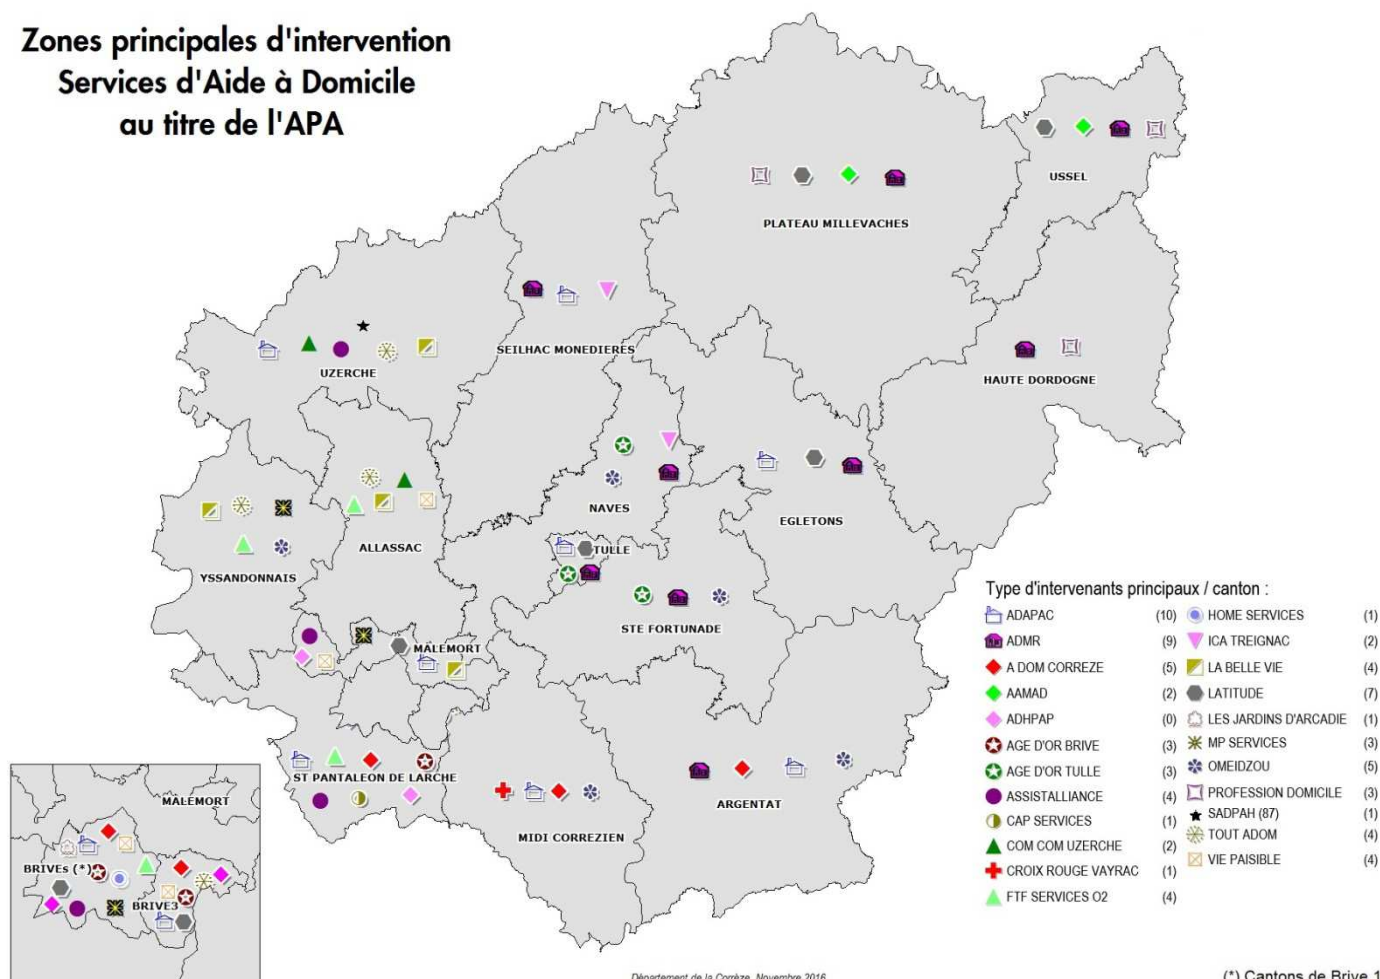 Zones principales d'intervention
Services d'Aide à Domicile
au titre de l'APA
USSEL
PLATEAU MILLEVACHES
SEILHAC MONEDIERES
UZERCHE
HAUTE DORDOGNE
NAVES
EGLETONS
ALLASSAC
YSSANDONNAIS
TULLE
STE FORTUNADE
MALEMORT
ST PANTALEON DE LARCHE
ARGENTAT
MIDI CORREZIEN
MALEMORT
BRIVEs (*)
BRIVE3
Type d'intervenants principaux / canton :
ADAPAC (10)
ADMR (9)
A DOM CORREZE (5)
AAMAD (2)
ADHPAP (0)
AGE D'OR BRIVE (3)
AGE D'OR TULLE (3)
ASSISTALLIANCE (4)
CAP SERVICES (1)
COM COM UZERCHE (2)
CROIX ROUGE VAYRAC (1)
FTF SERVICES O2 (4)
HOME SERVICES (1)
ICA TREIGNAC (2)
LA BELLE VIE (4)
LATITUDE (7)
LES JARDINS D'ARCADIE (1)
MP SERVICES (3)
OMEIDZOU (5)
PROFESSION DOMICILE (3)
SADPAH (87) (1)
TOUT ADOM (4)
VIE PAISIBLE (4)
Département de la Corrèze, Novembre 2016
(*) Cantons de Brive 1